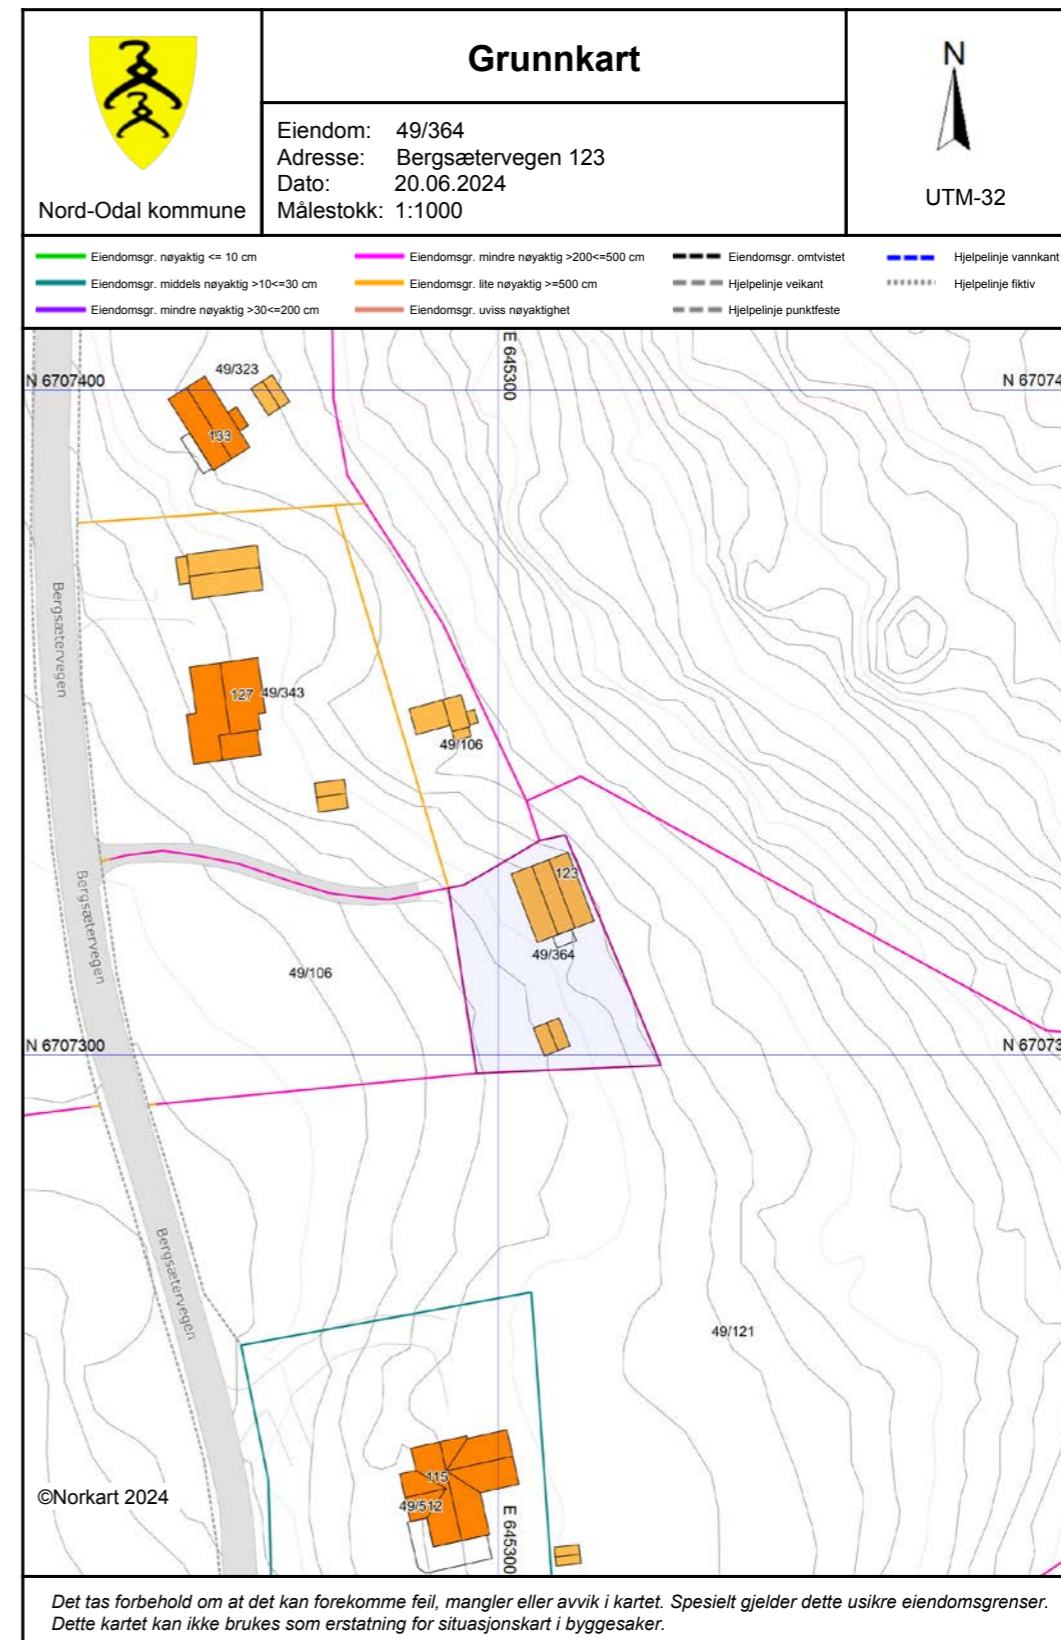 Nord-Odal kommune
Grunnkart
Eiendom: 49/364
Adresse: Bergsætervegen 123
Dato: 20.06.2024
Målestokk: 1:1000
N
UTM-32
Eiendomsgr. nøyaktig <= 10 cm
Eiendomsgr. middels nøyaktig >10<=30 cm
Eiendomsgr. mindre nøyaktig >30<=200 cm
Eiendomsgr. mindre nøyaktig >200<=500 cm
Eiendomsgr. lite nøyaktig >=500 cm
Eiendomsgr. uviss nøyaktighet
Eiendomsgr. omtvistet
Hjelpelinje veikant
Hjelpelinje punktfeste
Hjelpelinje vannkant
Hjelpelinje fiktiv
N 6707400
49/323
E 645300
N 67074
133
Bergsætervegen
127
49/343
49/106
123
Bergsætervegen
49/364
49/106
N 6707300
N 67073
Bergsætervegen
49/121
115
49/512
E 645300
©Norkart 2024
Det tas forbehold om at det kan forekomme feil, mangler eller avvik i kartet. Spesielt gjelder dette usikre eiendomsgrenser.
Dette kartet kan ikke brukes som erstatning for situasjonskart i byggesaker.